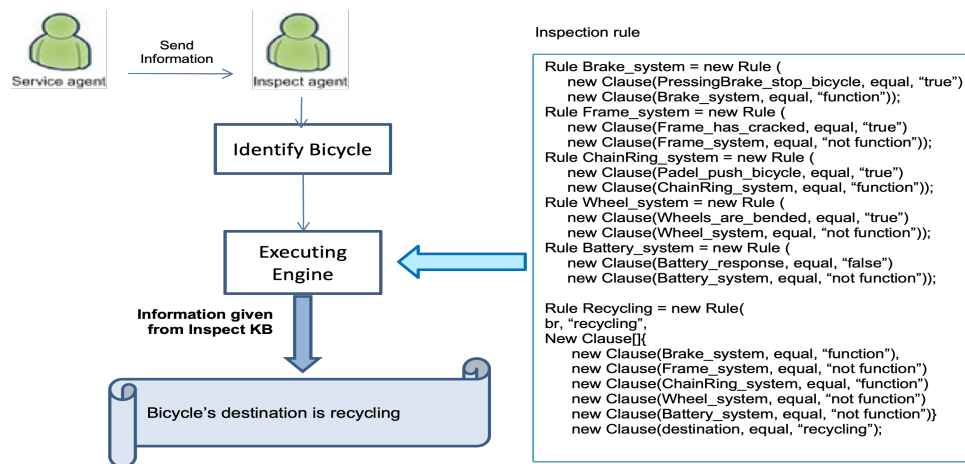 Service agent
Send
Information
Inspect agent
Identify Bicycle
Executing
Engine
Information given
from Inspect KB
Bicycle's destination is recycling
Inspection rule
Rule Brake_system = new Rule (
new Clause(PressingBrake_stop_bicycle, equal, “true”)
new Clause(Brake_system, equal, “function”));
Rule Frame_system = new Rule (
new Clause(Frame_has_cracked, equal, “true”)
new Clause(Frame_system, equal, “not function”));
Rule ChainRing_system = new Rule (
new Clause(Padel_push_bicycle, equal, “true”)
new Clause(ChainRing_system, equal, “function”));
Rule Wheel_system = new Rule (
new Clause(Wheels_are_bended, equal, “true”)
new Clause(Wheel_system, equal, “not function”));
Rule Battery_system = new Rule (
new Clause(Battery_response, equal, “false”)
new Clause(Battery_system, equal, “not function”));
Rule Recycling = new Rule(
br, “recycling”,
New Clause[]{
new Clause(Brake_system, equal, “function”),
new Clause(Frame_system, equal, “not function”)
new Clause(ChainRing_system, equal, “function”)
new Clause(Wheel_system, equal, “not function”)
new Clause(Battery_system, equal, “not function”)}
new Clause(destination, equal, “recycling”);